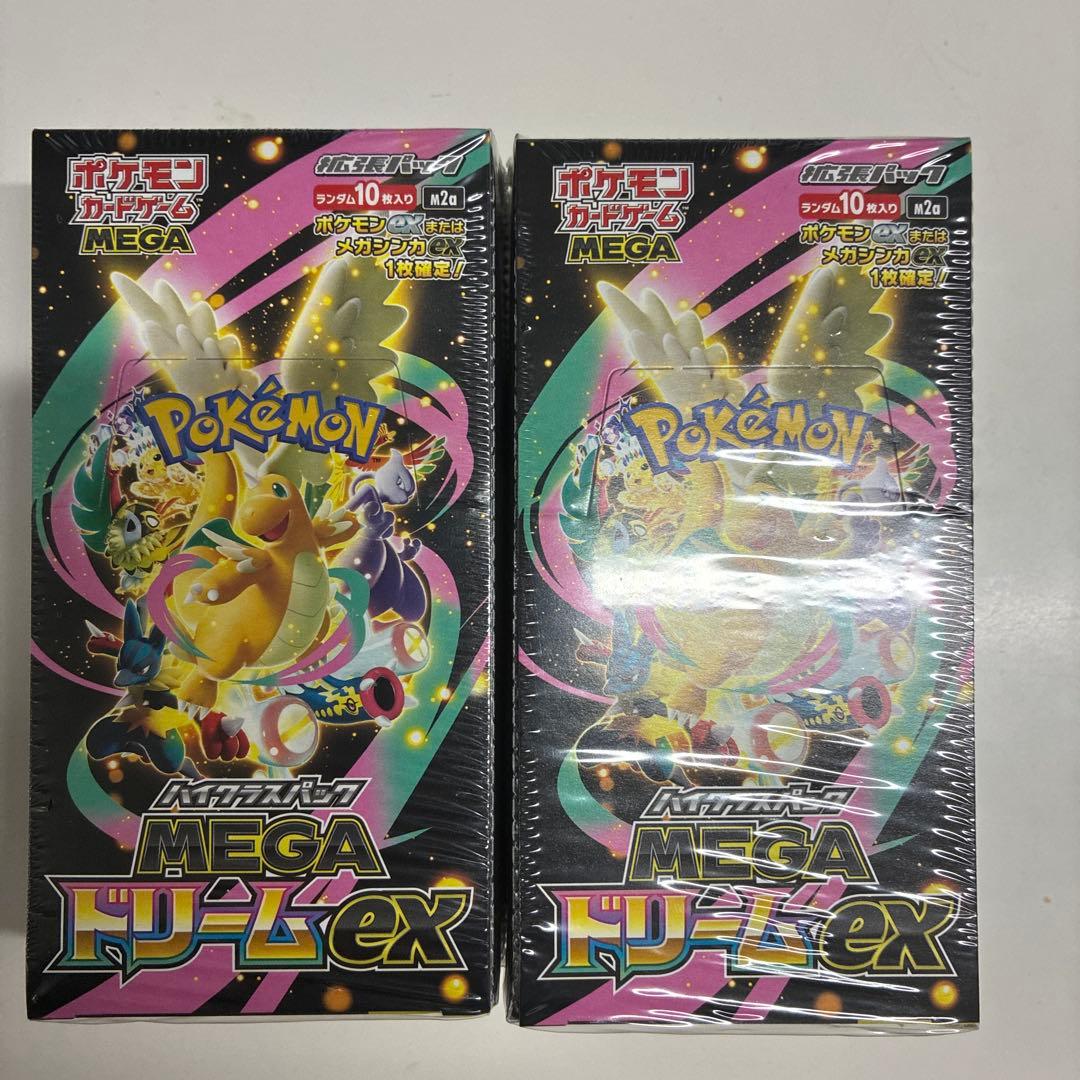 ポケモン
カードゲーム
MEGA
拡張パック
ランダム10枚入り
M2a
ポケモンexまたは
メガシンカex
1枚確定!
POKéMON
ハイクラスパック
MEGA
ドリームex
ポケモン
カードゲーム
MEGA
拡張パック
ランダム10枚入り
M2a
ポケモンexまたは
メガシンカex
1枚確定!
POKéMON
ハイクラスパック
MEGA
ドリームex